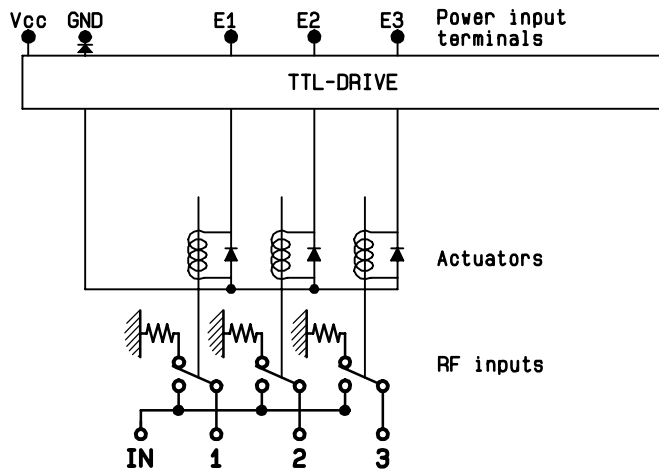 Vcc GND E1 E2 E3 Power input
terminals
TTL-DRIVE
Actuators
RF inputs
IN 1 2 3